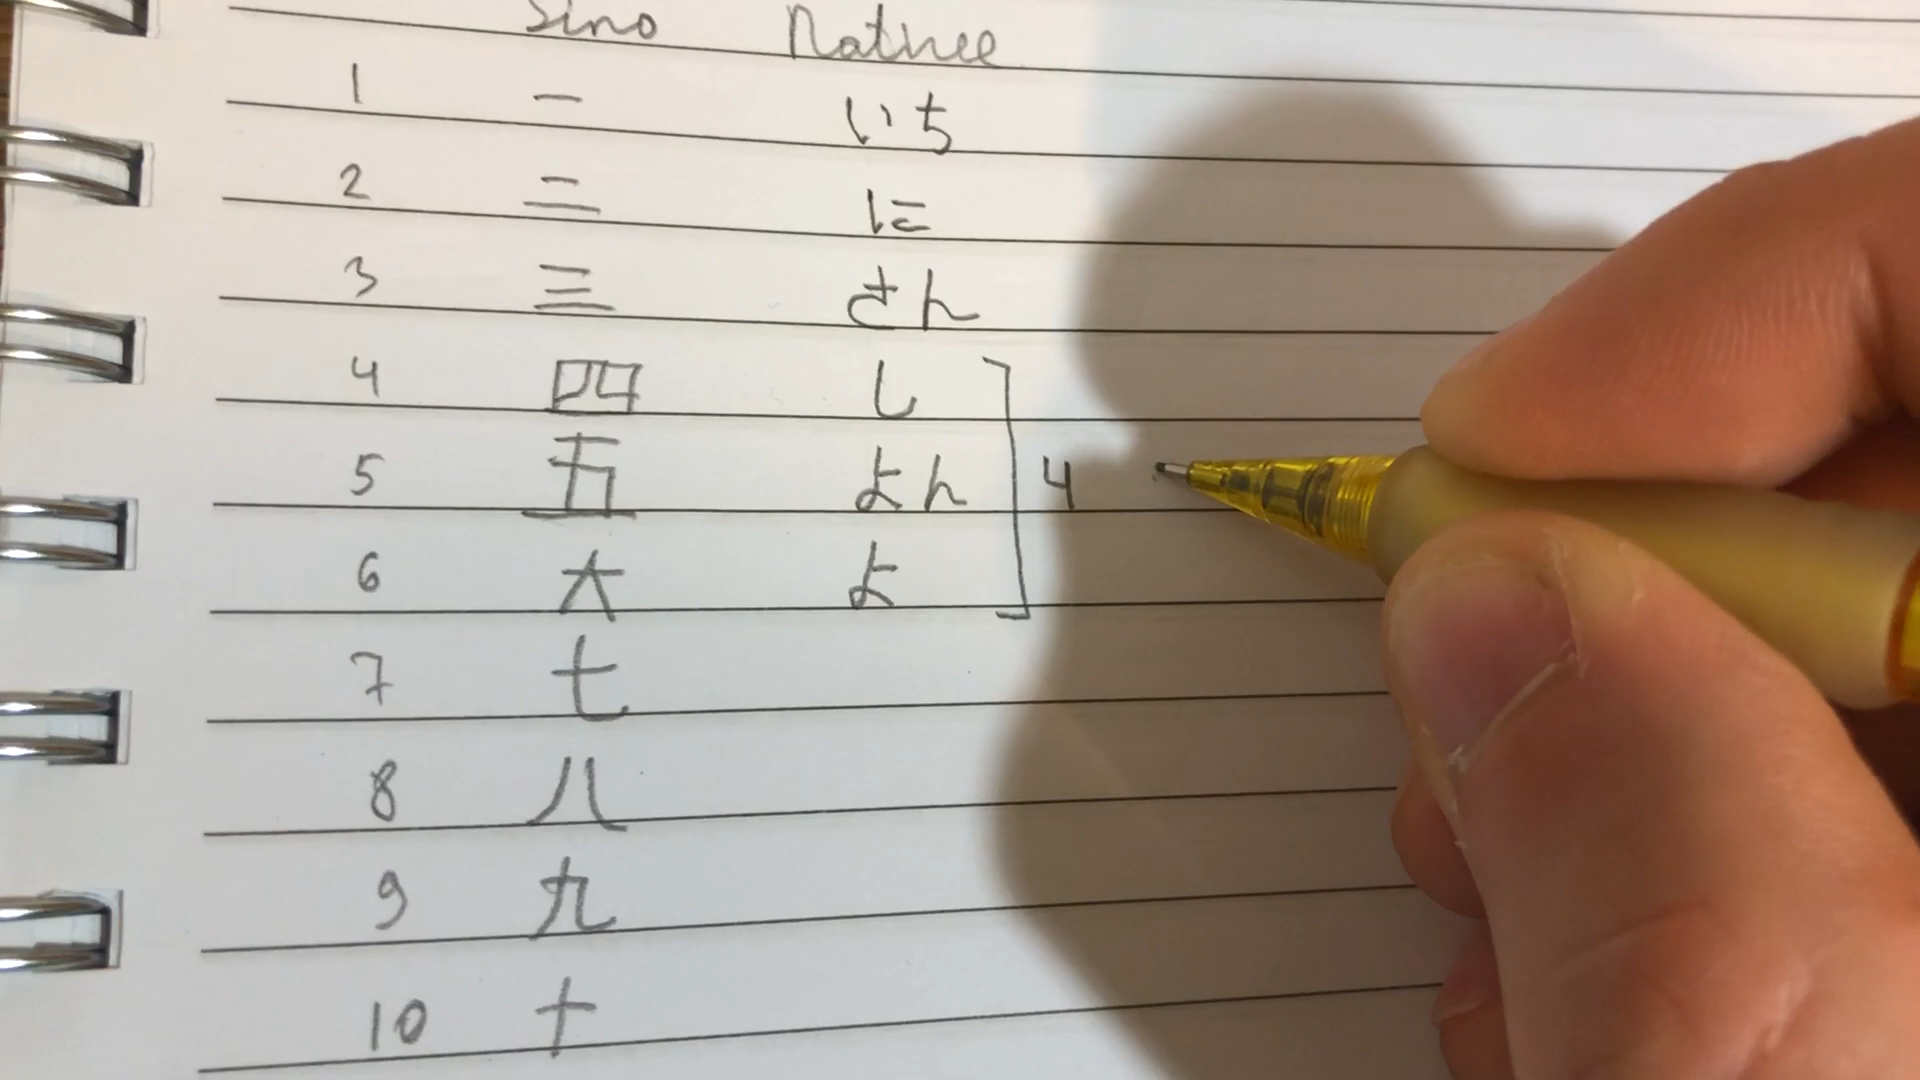 Sino Native
1 一 いち
2 二 に
3 三 さん
4 四 し
5 五 よん 4
6 六 よ
7 七
8 八
9 九
10 十